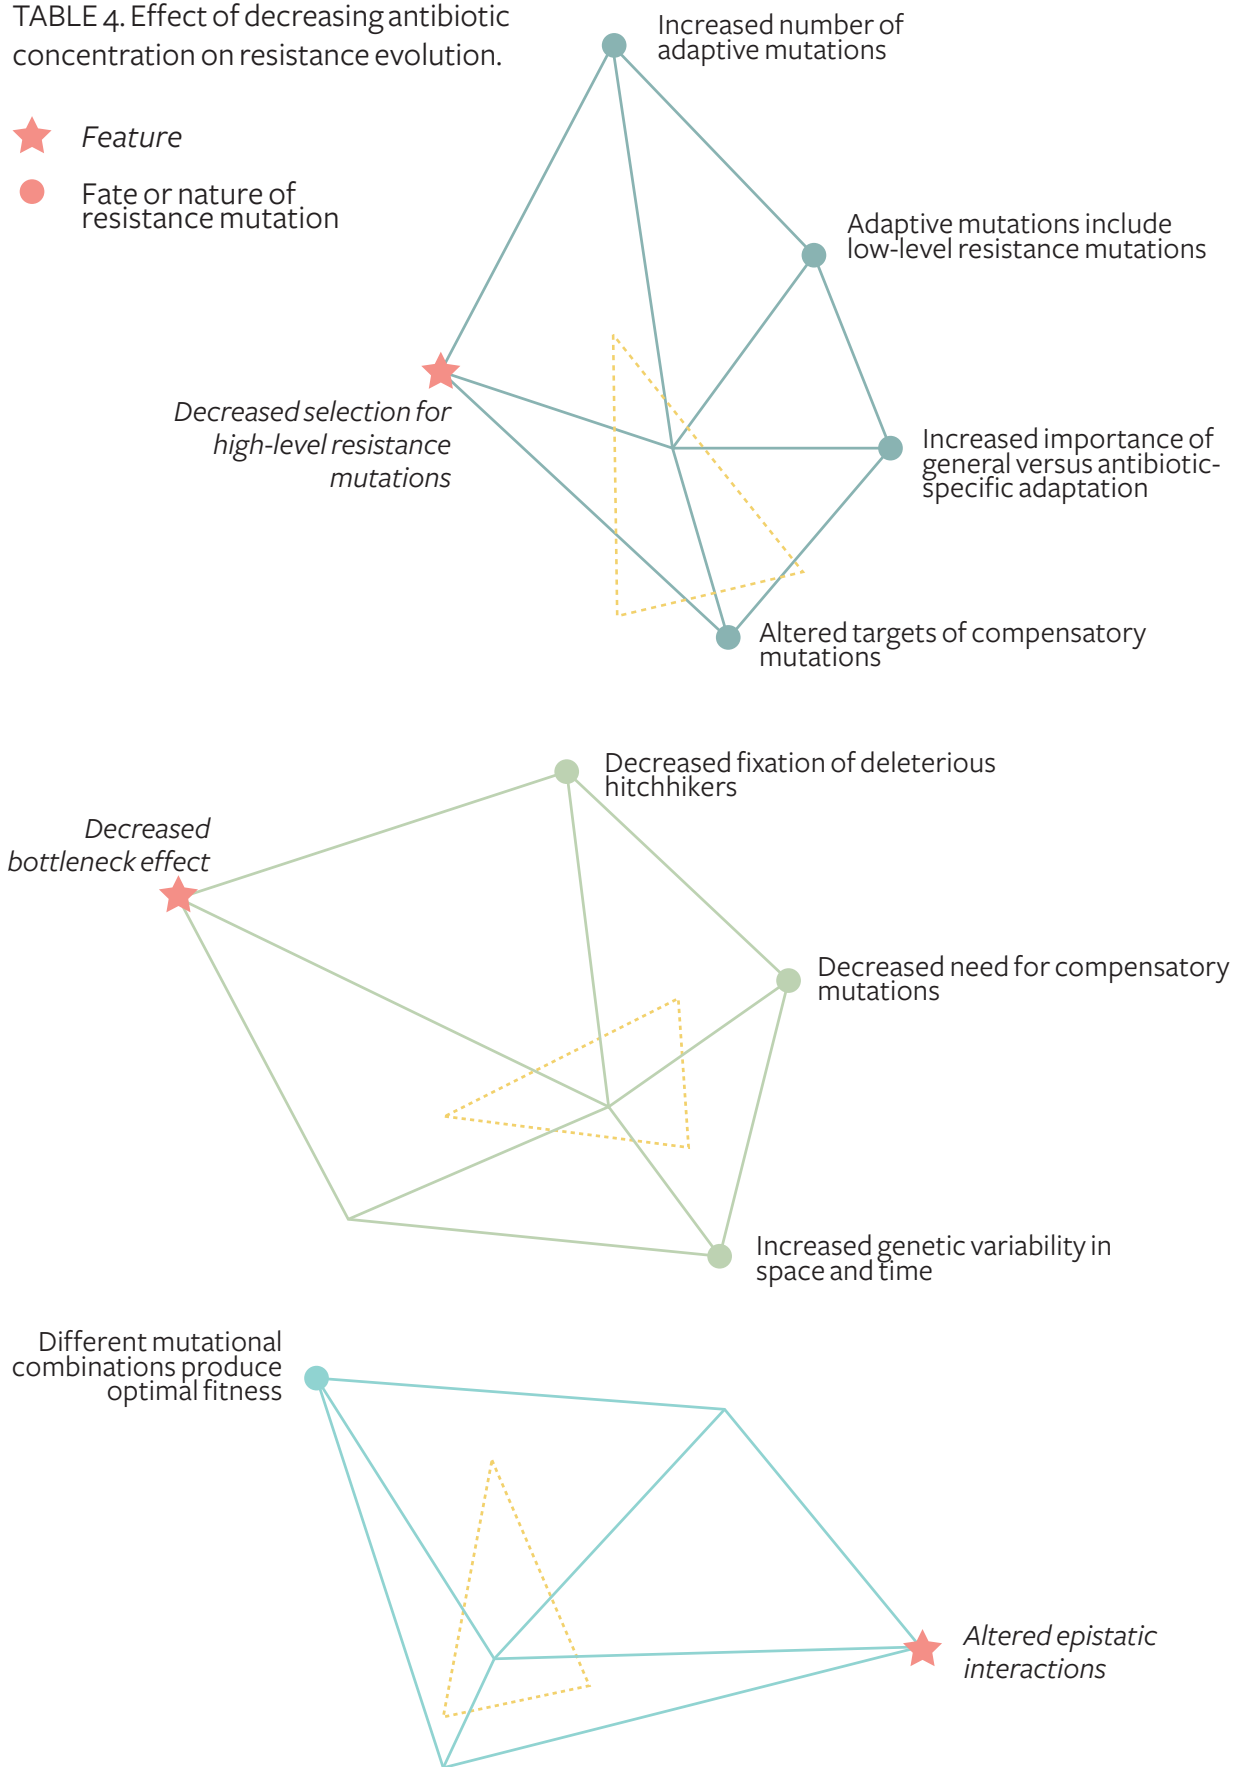 TABLE 4. Effect of decreasing antibiotic
concentration on resistance evolution.
Feature
Fate or nature of
resistance mutation
Increased number of
adaptive mutations
Adaptive mutations include
low-level resistance mutations
Decreased selection for
high-level resistance
mutations
Increased importance of
general versus antibiotic-
specific adaptation
Altered targets of compensatory
mutations
Decreased fixation of deleterious
hitchhikers
Decreased
bottleneck effect
Decreased need for compensatory
mutations
Increased genetic variability in
space and time
Different mutational
combinations produce
optimal fitness
Altered epistatic
interactions